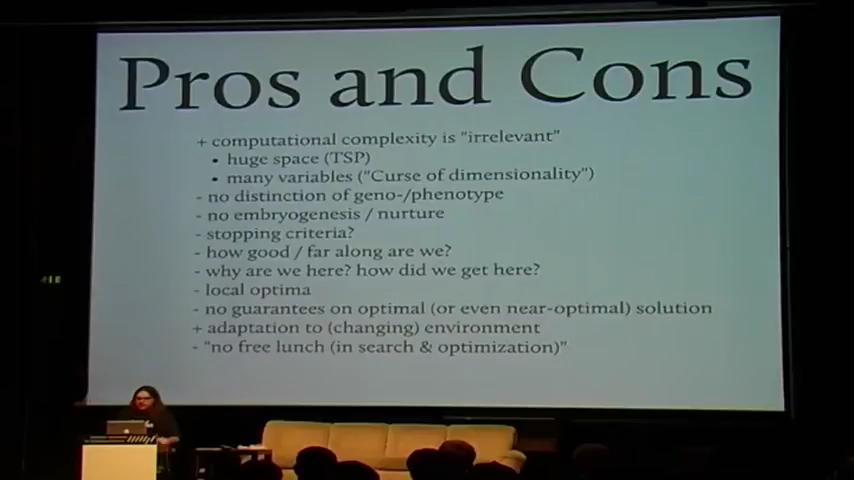 Pros and Cons
+ computational complexity is "irrelevant"
• huge space (TSP)
• many variables ("Curse of dimensionality")
- no distinction of geno-/phenotype
- no embryogenesis / nurture
- stopping criteria?
- how good / far along are we?
- why are we here? how did we get here?
- local optima
- no guarantees on optimal (or even near-optimal) solution
+ adaptation to (changing) environment
- "no free lunch (in search & optimization)"